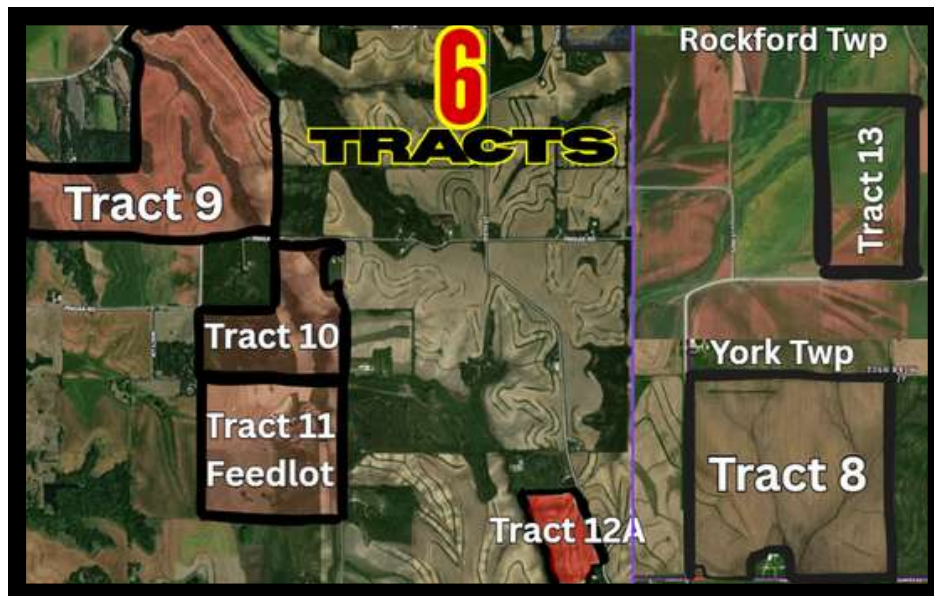 6
TRACTS
Rockford Twp
Tract 13
Tract 9
Tract 10
York Twp
Tract 11
Feedlot
Tract 8
Tract 12A